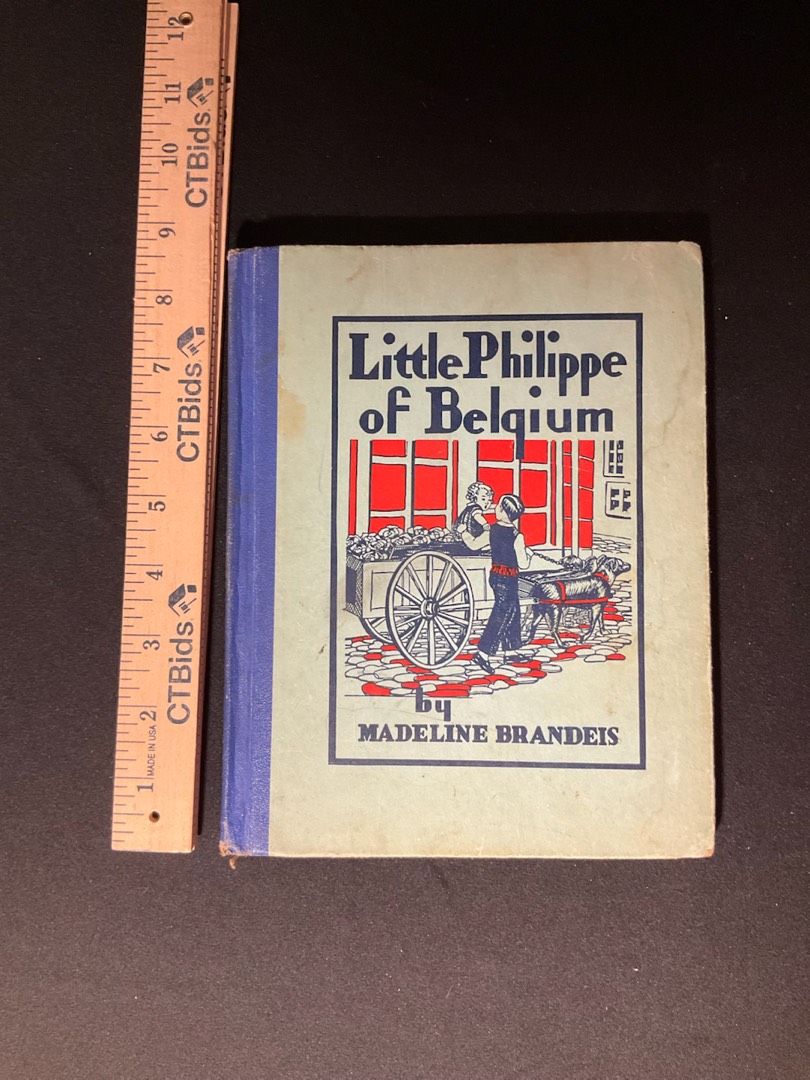 Little Philippe
of Belgium
by
MADELINE BRANDEIS
12
11
10
9
8
7
6
5
4
3
2
1
CTBids
CTBids
CTBids
MADE IN USA